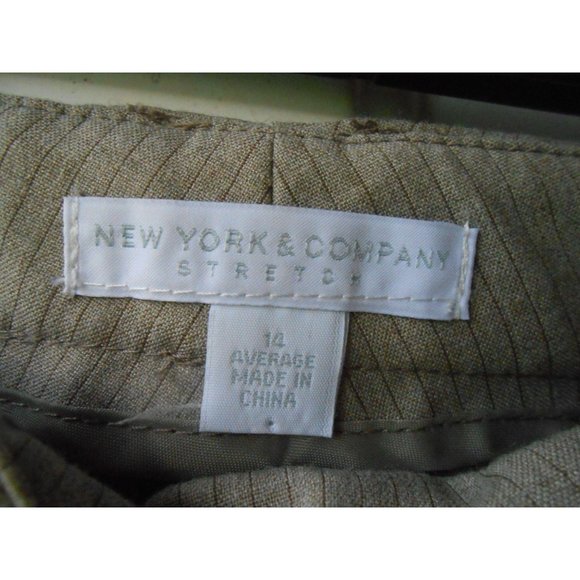 NEW YORK & COMPANY
STRETCH
14
AVERAGE
MADE IN
CHINA